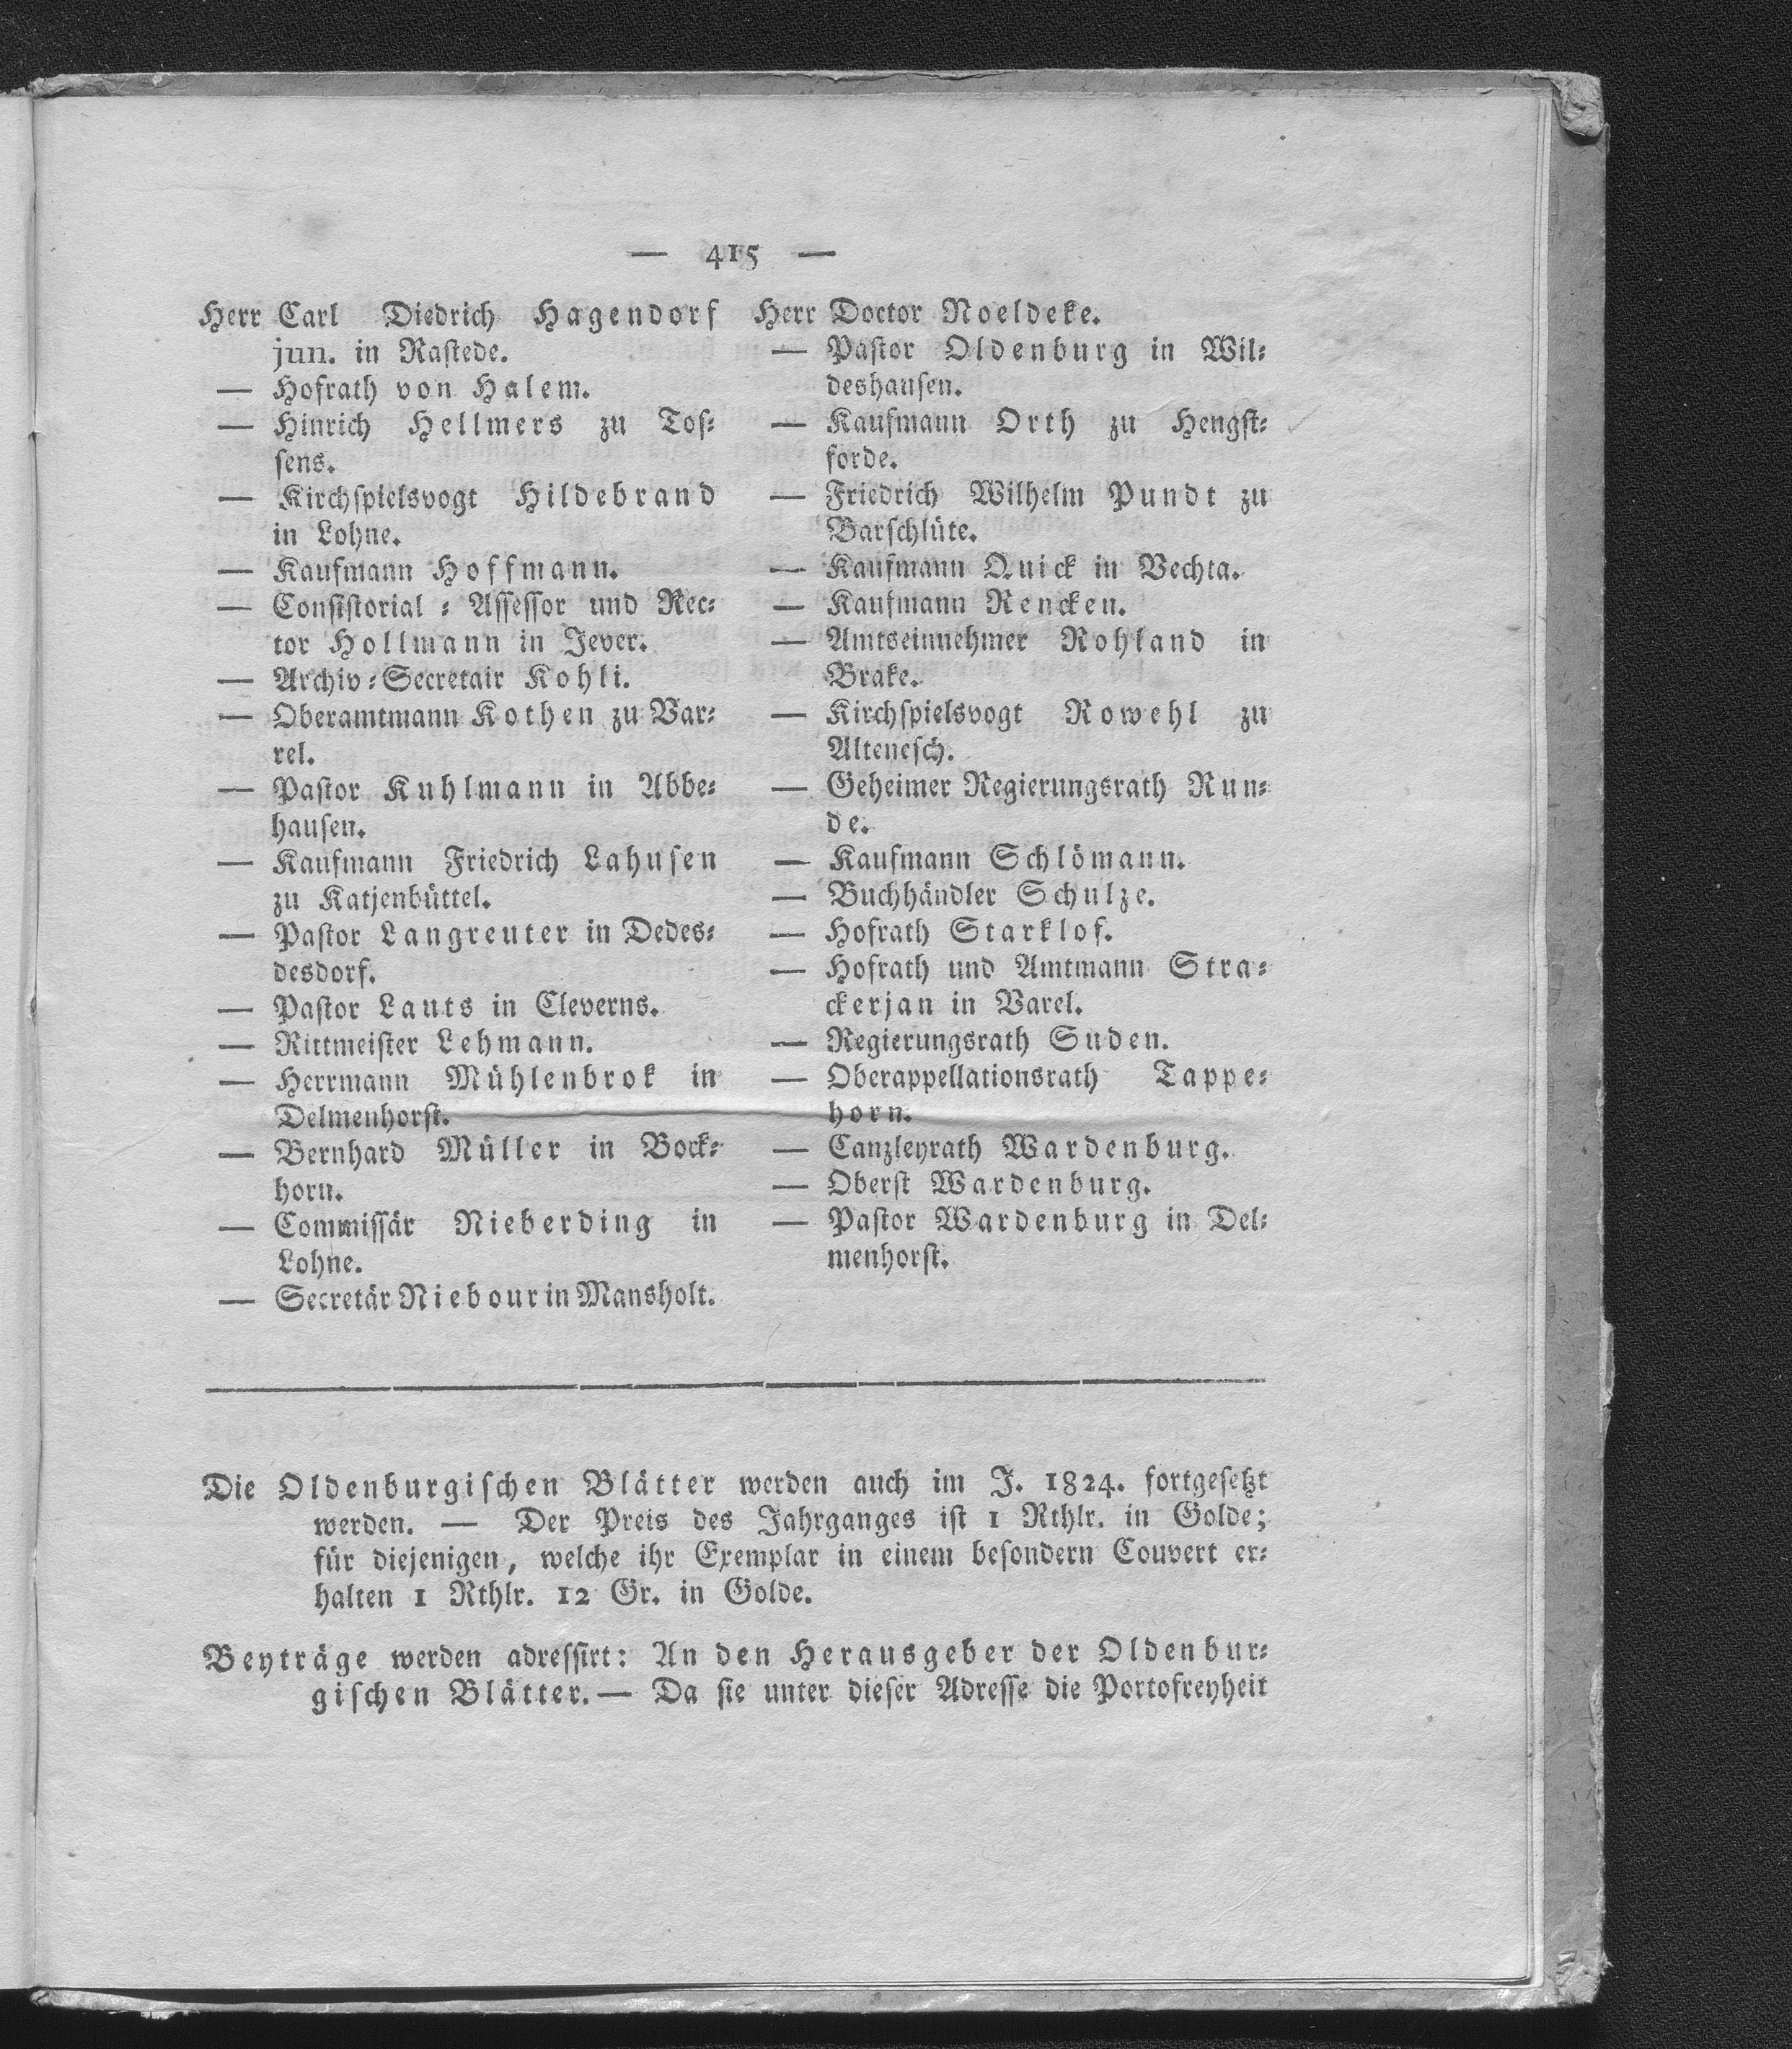 — 415 —
Herr Carl Diedrich Hagendorf
jun. in Rastede.
— Hofrath von Halem.
— Hinrich Hellmers zu Tos-
sens.
— Kirchspielsvogt Hildebrand
in Lohne.
— Kaufmann Hoffmann.
— Consistorial-Assessor und Rec-
tor Hollmann in Jever.
— Archiv-Secretair Kohli.
— Oberamtmann Kothen zu Var-
rel.
— Pastor Kuhlmann in Abbe-
hausen.
— Kaufmann Friedrich Lahusen
zu Katjenbüttel.
— Pastor Langreuter in Dedes-
desdorf.
— Pastor Lauts in Cleverns.
— Rittmeister Lehmann.
— Herrmann Mühlenbrok in
Delmenhorst.
— Bernhard Müller in Bock-
horn.
— Commissär Nieberding in
Lohne.
— Secretär Niebour in Mansholt.
Herr Doctor Noeldeke.
— Pastor Oldenburg in Wil-
deshausen.
— Kaufmann Orth zu Hengst-
forde.
— Friedrich Wilhelm Pundt zu
Barschlüte.
— Kaufmann Quick in Vechta.
— Kaufmann Rencken.
— Amtseinnehmer Rohland in
Brake.
— Kirchspielsvogt Rowehl zu
Altenesch.
— Geheimer Regierungsrath Run-
de.
— Kaufmann Schlömann.
— Buchhändler Schulze.
— Hofrath Starklof.
— Hofrath und Amtmann Stra-
ckerjan in Varel.
— Regierungsrath Suden.
— Oberappellationsrath Tappe-
horn.
— Canzleyrath Wardenburg.
— Oberst Wardenburg.
— Pastor Wardenburg in Del-
menhorst.
Die Oldenburgischen Blätter werden auch im J. 1824. fortgesetzt
werden. — Der Preis des Jahrganges ist 1 Rthlr. in Golde;
für diejenigen, welche ihr Exemplar in einem besondern Couvert er-
halten 1 Rthlr. 12 Gr. in Golde.
Beyträge werden adressirt: An den Herausgeber der Oldenbur-
gischen Blätter. — Da sie unter dieser Adresse die Portofreyheit